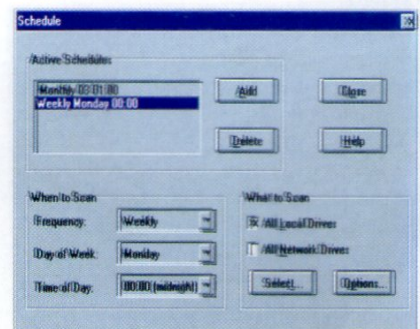 Schedule
Active Schedules
Monthly 03 01:00
Weekly Monday 00:00
Add
Close
Delete
Help
When to Scan
Frequency: Weekly
Day of Week: Monday
Time of Day: 00:00 (midnight)
What to Scan
All Local Drives
All Network Drives
Select...
Options...